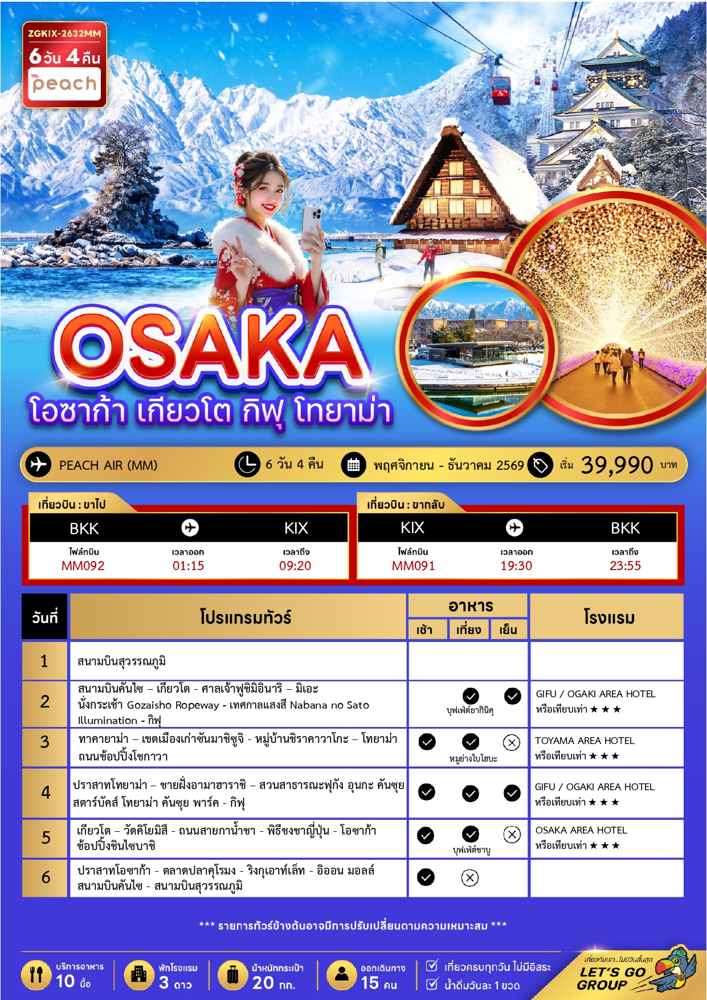 ZGKIX-2632MM
6 วัน 4 คืน
peach
OSAKA
โอซาก้า เกียวโต กิฟุ โทยาม่า
PEACH AIR (MM) 6 วัน 4 คืน พฤศจิกายน - ธันวาคม 2569 เริ่ม 39,990 บาท
เที่ยวบิน : ขาไป
BKK KIX
ไฟล์ทบิน เวลาออก เวลาถึง
MM092 01:15 09:20
เที่ยวบิน : ขากลับ
KIX BKK
ไฟล์ทบิน เวลาออก เวลาถึง
MM091 19:30 23:55
วันที่ โปรแกรมทัวร์ อาหาร โรงแรม
เช้า เที่ยง เย็น
1 สนามบินสุวรรณภูมิ
2 สนามบินคันไซ – เกียวโต - ศาลเจ้าฟูชิมิอินาริ – มิเอะ
นั่งกระเช้า Gozaisho Ropeway - เทศกาลแสงสี Nabana no Sato
Illumination - กิฟุ
บุฟเฟ่ต์ยากินิคุ
GIFU / OGAKI AREA HOTEL
หรือเทียบเท่า ★ ★ ★
3 ทาคายาม่า – เขตเมืองเก่าซันมาชิซูจิ - หมู่บ้านชิราคาวาโกะ – โทยาม่า
ถนนช้อปปิ้งโชกาวา
หมูย่างใบโฮบะ
TOYAMA AREA HOTEL
หรือเทียบเท่า ★ ★ ★
4 ปราสาทโทยาม่า – ชายฝั่งอามาฮาราชิ – สวนสาธารณะฟุกัง อุนกะ คันซุย
สตาร์บัคส์ โทยาม่า คันซุย พาร์ค - กิฟุ
GIFU / OGAKI AREA HOTEL
หรือเทียบเท่า ★ ★ ★
5 เกียวโต – วัดคิโยมิสึ - ถนนสายกาน้ำชา - พิธีชงชาญี่ปุ่น - โอซาก้า
ช้อปปิ้งชินไซบาชิ
บุฟเฟ่ต์ชาบู
OSAKA AREA HOTEL
หรือเทียบเท่า ★ ★ ★
6 ปราสาทโอซาก้า - ตลาดปลาคุโรมง - ริงกุเอาท์เล็ท - อิออน มอลล์
สนามบินคันไซ - สนามบินสุวรรณภูมิ
*** รายการทัวร์ข้างต้นอาจมีการปรับเปลี่ยนตามความเหมาะสม ***
บริการอาหาร
10 มื้อ
พักโรงแรม
3 ดาว
น้ำหนักกระเป๋า
20 กก.
ออกเดินทาง
15 คน
เที่ยวครบทุกวัน ไม่มีอิสระ
น้ำดื่มวันละ 1 ขวด
เที่ยวกับเรา...ไม่มีวันสิ้นสุด
LET'S GO
GROUP